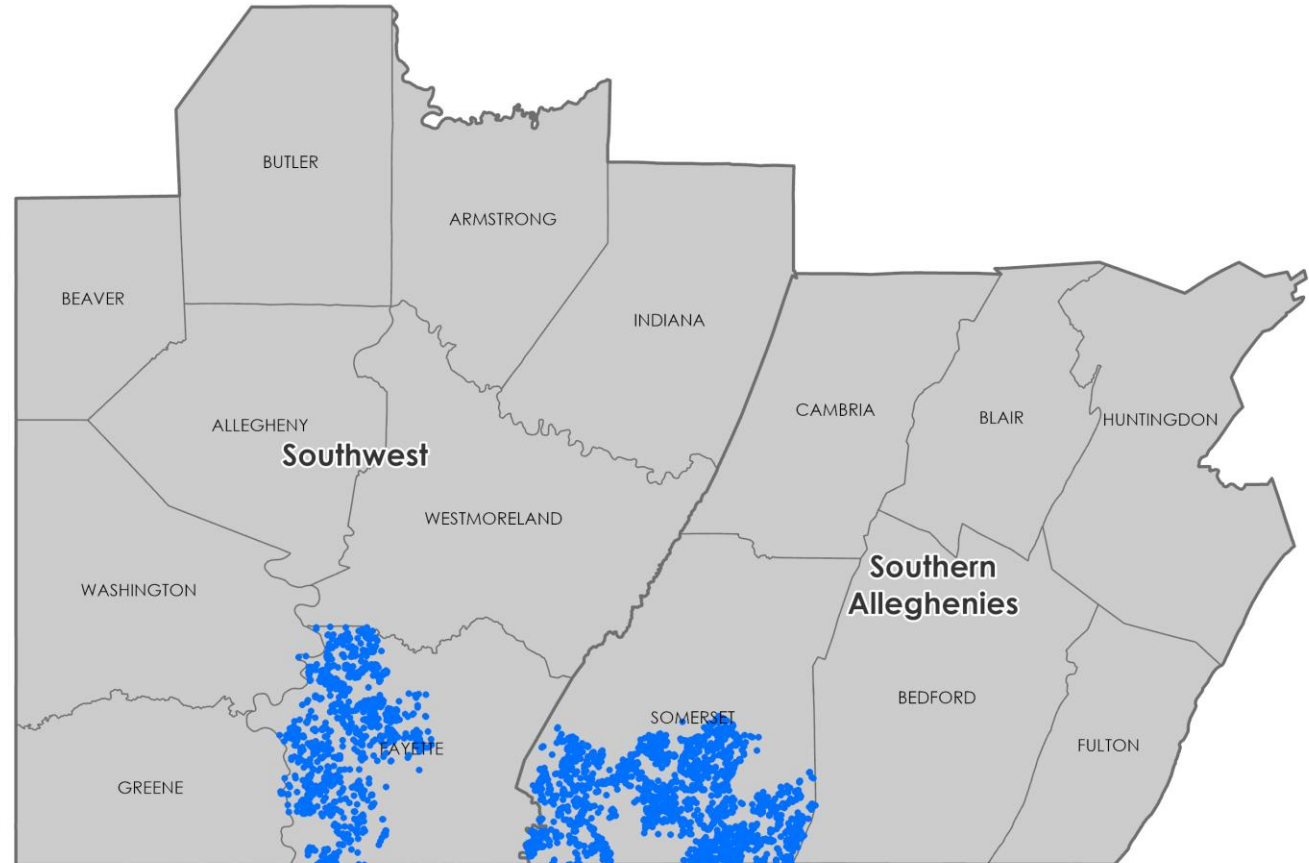 BUTLER
ARMSTRONG
BEAVER
INDIANA
CAMBRIA
BLAIR
HUNTINGDON
ALLEGHENY
Southwest
WESTMORELAND
Southern
Alleghenies
WASHINGTON
BEDFORD
SOMERSET
FULTON
FAYETTE
GREENE